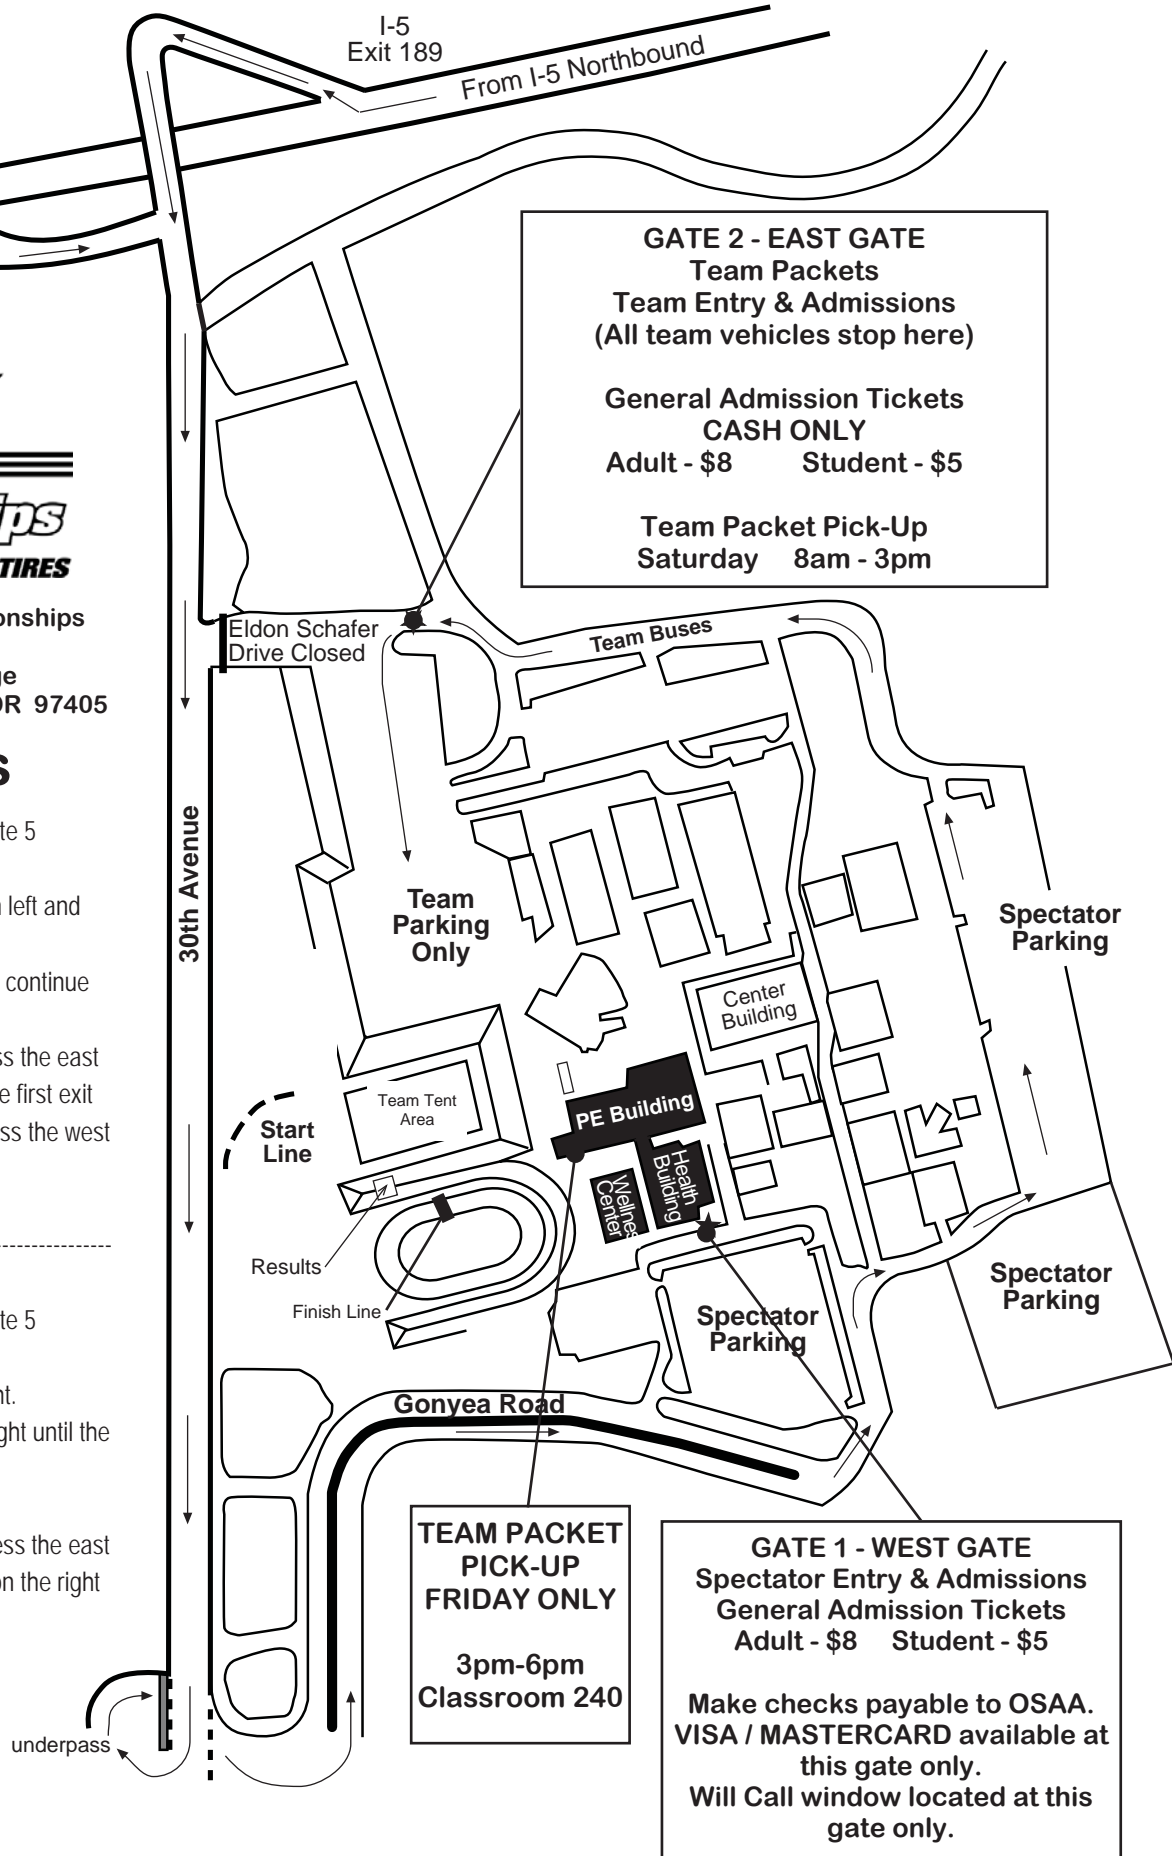 I-5
Exit 189
From I-5 Northbound
GATE 2 - EAST GATE
Team Packets
Team Entry & Admissions
(All team vehicles stop here)
General Admission Tickets
CASH ONLY
Adult - $8 Student - $5
Team Packet Pick-Up
Saturday 8am - 3pm
ps
TIRES
onships
ge
OR 97405
s
te 5
left and
continue
ss the east
e first exit
ss the west
te 5
nt.
ght until the
ess the east
on the right
Eldon Schafer
Drive Closed
Team Buses
30th Avenue
Team
Parking
Only
Spectator
Parking
Center
Building
Team Tent
Area
PE Building
Start
Line
Health
Building
Wellnes
Center
Results
Finish Line
Spectator
Parking
Spectator
Parking
Gonyea Road
TEAM PACKET
PICK-UP
FRIDAY ONLY
3pm-6pm
Classroom 240
GATE 1 - WEST GATE
Spectator Entry & Admissions
General Admission Tickets
Adult - $8 Student - $5
Make checks payable to OSAA.
VISA / MASTERCARD available at
this gate only.
Will Call window located at this
gate only.
underpass